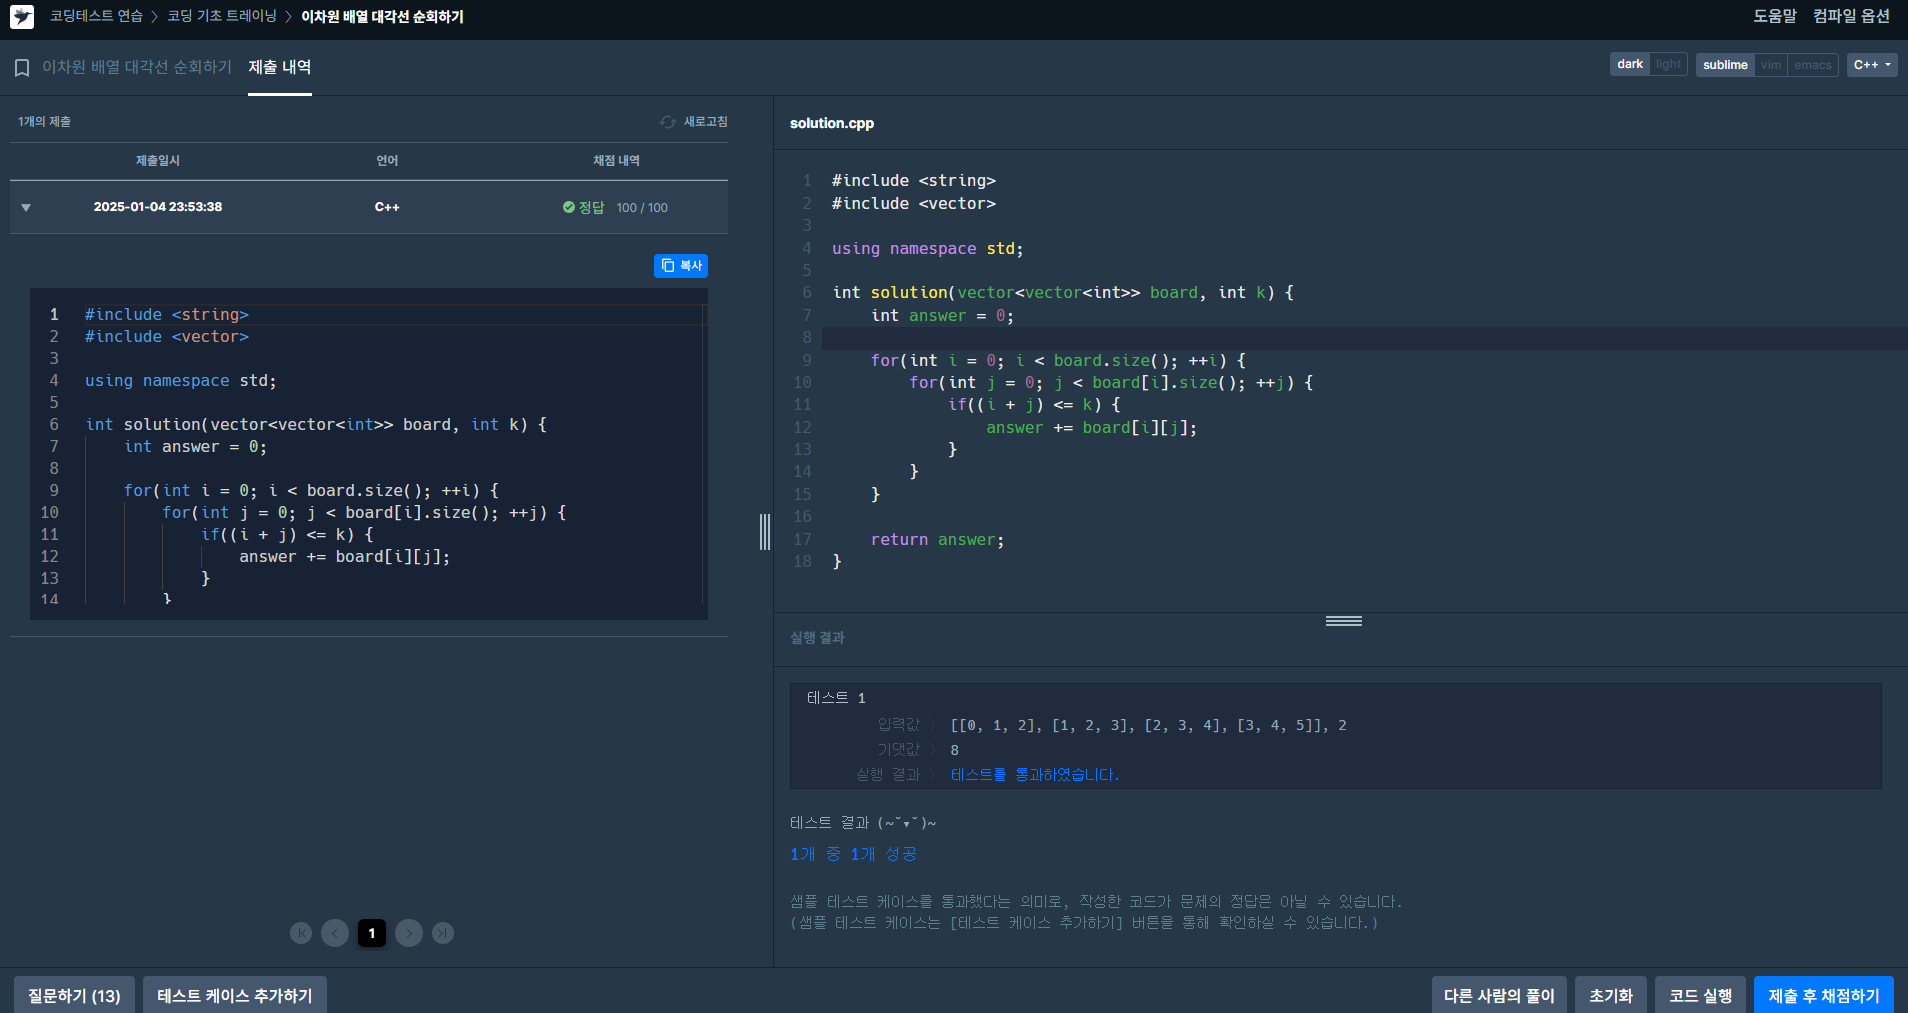 코딩테스트 연습 > 코딩 기초 트레이닝 > 이차원 배열 대각선 순회하기
도움말 컴파일 옵션
이차원 배열 대각선 순회하기 제출 내역
dark light sublime vim emacs C++
1개의 제출 새로고침
제출일시 언어 채점 내역
2025-01-04 23:53:38 C++ 정답 100 / 100
복사
1 #include <string>
2 #include <vector>
3
4 using namespace std;
5
6 int solution(vector<vector<int>> board, int k) {
7     int answer = 0;
8
9     for(int i = 0; i < board.size(); ++i) {
10         for(int j = 0; j < board[i].size(); ++j) {
11             if((i + j) <= k) {
12                 answer += board[i][j];
13             }
14         }
1
solution.cpp
1 #include <string>
2 #include <vector>
3
4 using namespace std;
5
6 int solution(vector<vector<int>> board, int k) {
7     int answer = 0;
8
9     for(int i = 0; i < board.size(); ++i) {
10         for(int j = 0; j < board[i].size(); ++j) {
11             if((i + j) <= k) {
12                 answer += board[i][j];
13             }
14         }
15     }
16
17     return answer;
18 }
실행 결과
테스트 1
입력값 > [[0, 1, 2], [1, 2, 3], [2, 3, 4], [3, 4, 5]], 2
기댓값 > 8
실행 결과 > 테스트를 통과하였습니다.
테스트 결과 (~˘▾˘)~
1개 중 1개 성공
샘플 테스트 케이스를 통과했다는 의미로, 작성한 코드가 문제의 정답은 아닐 수 있습니다.
(샘플 테스트 케이스는 [테스트 케이스 추가하기] 버튼을 통해 확인하실 수 있습니다.)
질문하기 (13) 테스트 케이스 추가하기
다른 사람의 풀이 초기화 코드 실행 제출 후 채점하기